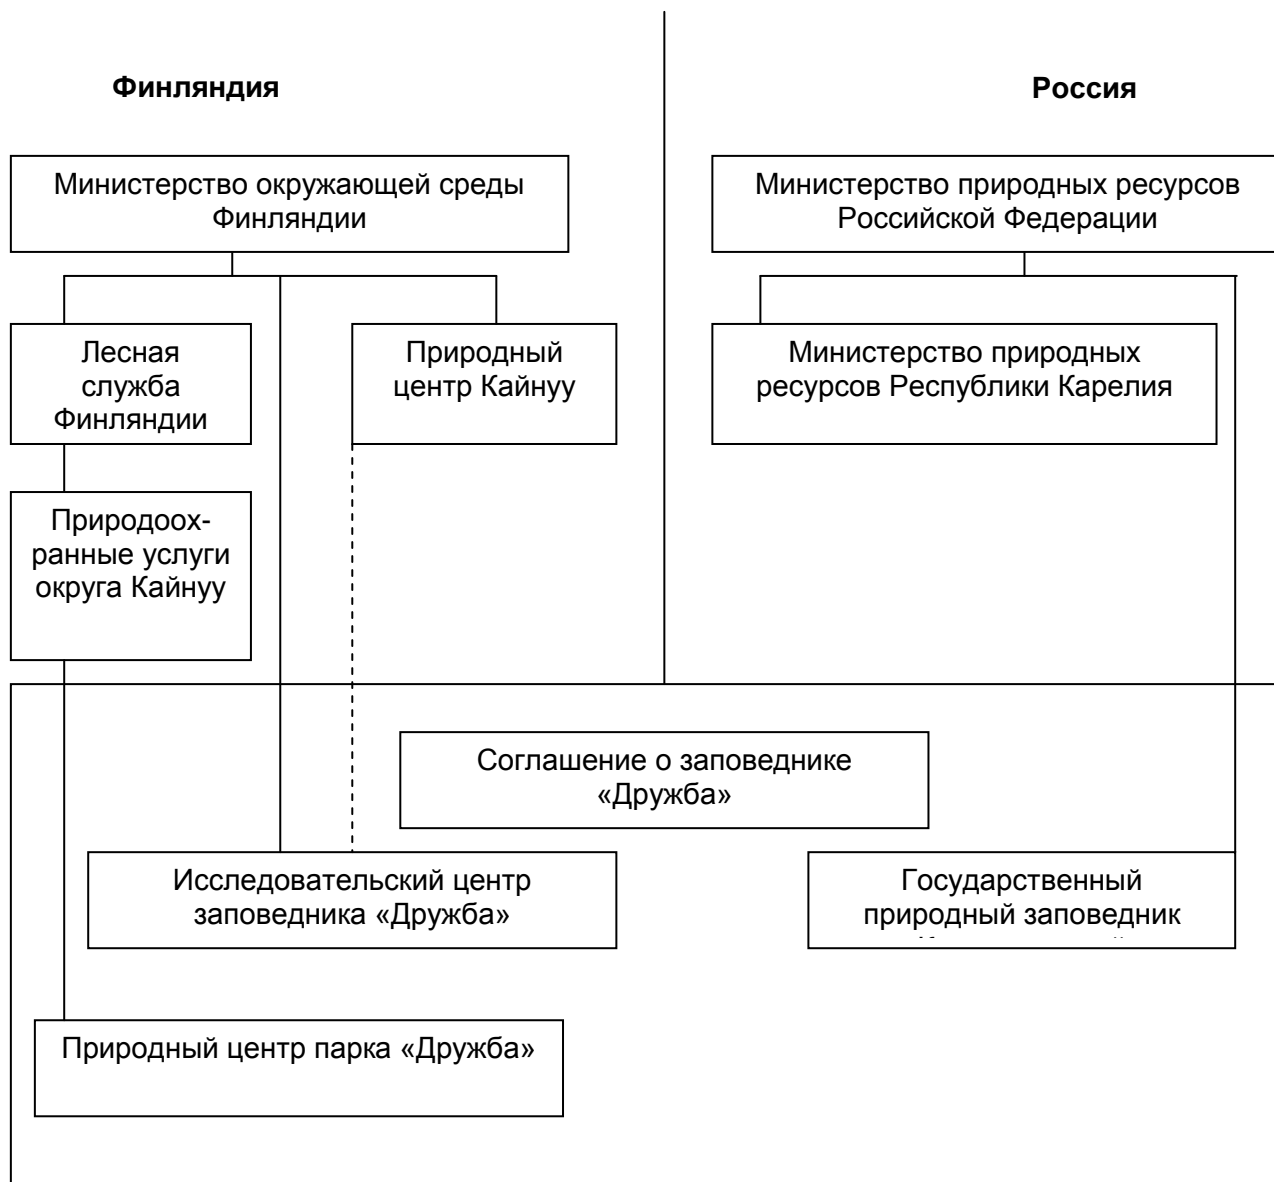 Финляндия
Россия
Министерство окружающей среды
Финляндии
Министерство природных ресурсов
Российской Федерации
Лесная
служба
Финляндии
Природный
центр Кайнуу
Министерство природных
ресурсов Республики Карелия
Природоох-
ранные услуги
округа Кайнуу
Соглашение о заповеднике
«Дружба»
Исследовательский центр
заповедника «Дружба»
Государственный
природный заповедник
Природный центр парка «Дружба»